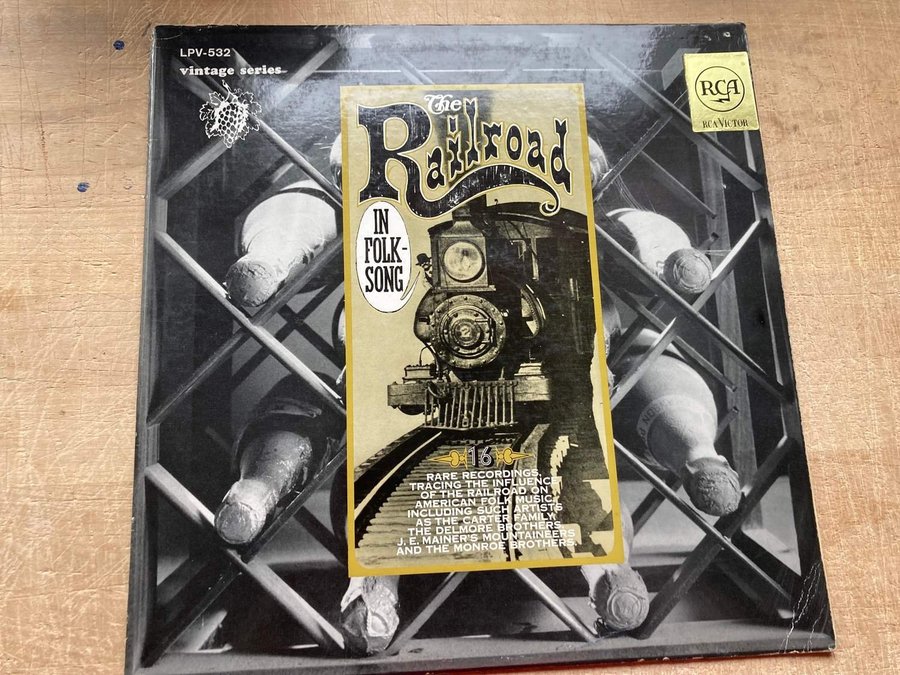 LPV-532
vintage series
RCA
RCA VICTOR
The
Railroad
IN
FOLK-
SONG
16
RARE RECORDINGS,
TRACING THE INFLUENCE
OF THE RAILROAD ON
AMERICAN FOLK MUSIC,
INCLUDING SUCH ARTISTS
AS THE CARTER FAMILY,
THE DELMORE BROTHERS,
J. E. MAINER'S MOUNTAINEERS
AND THE MONROE BROTHERS.